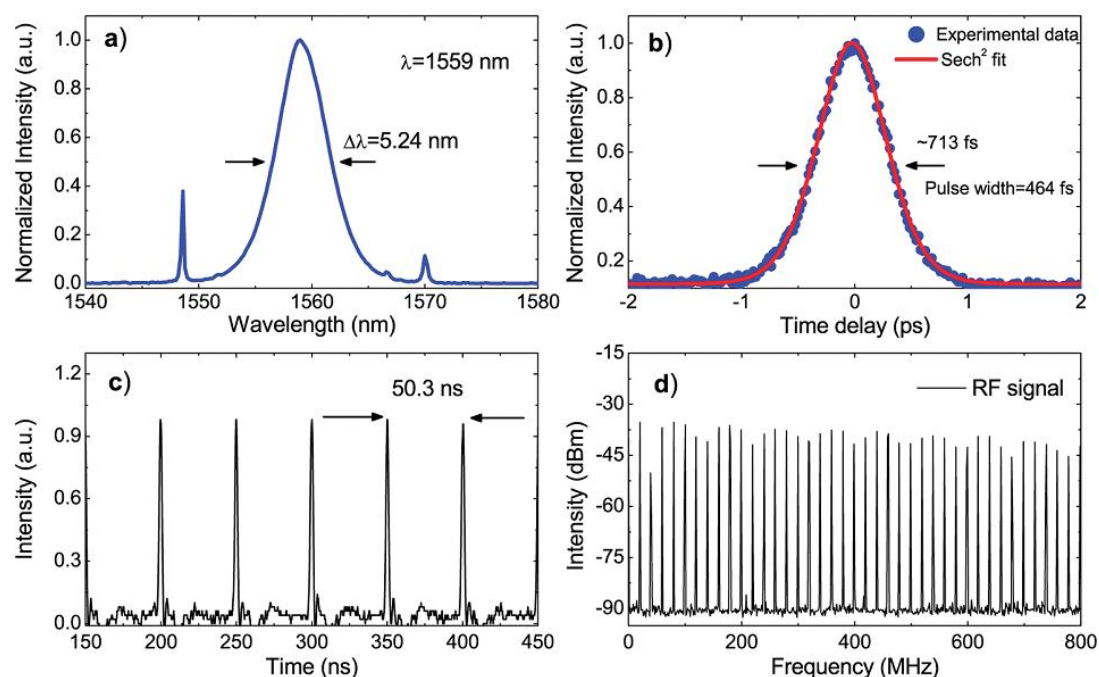 a)
λ=1559 nm
Δλ=5.24 nm
1.0
0.8
0.6
0.4
0.2
0.0
Normalized Intensity (a.u.)
1540 1550 1560 1570 1580
Wavelength (nm)
b)
Experimental data
Sech² fit
~713 fs
Pulse width=464 fs
1.0
0.8
0.6
0.4
0.2
Normalized Intensity (a.u.)
-2 -1 0 1 2
Time delay (ps)
c)
50.3 ns
1.2
0.9
0.6
0.3
0.0
Intensity (a.u.)
150 200 250 300 350 400 450
Time (ns)
d)
RF signal
-15
-30
-45
-60
-75
-90
Intensity (dBm)
0 200 400 600 800
Frequency (MHz)